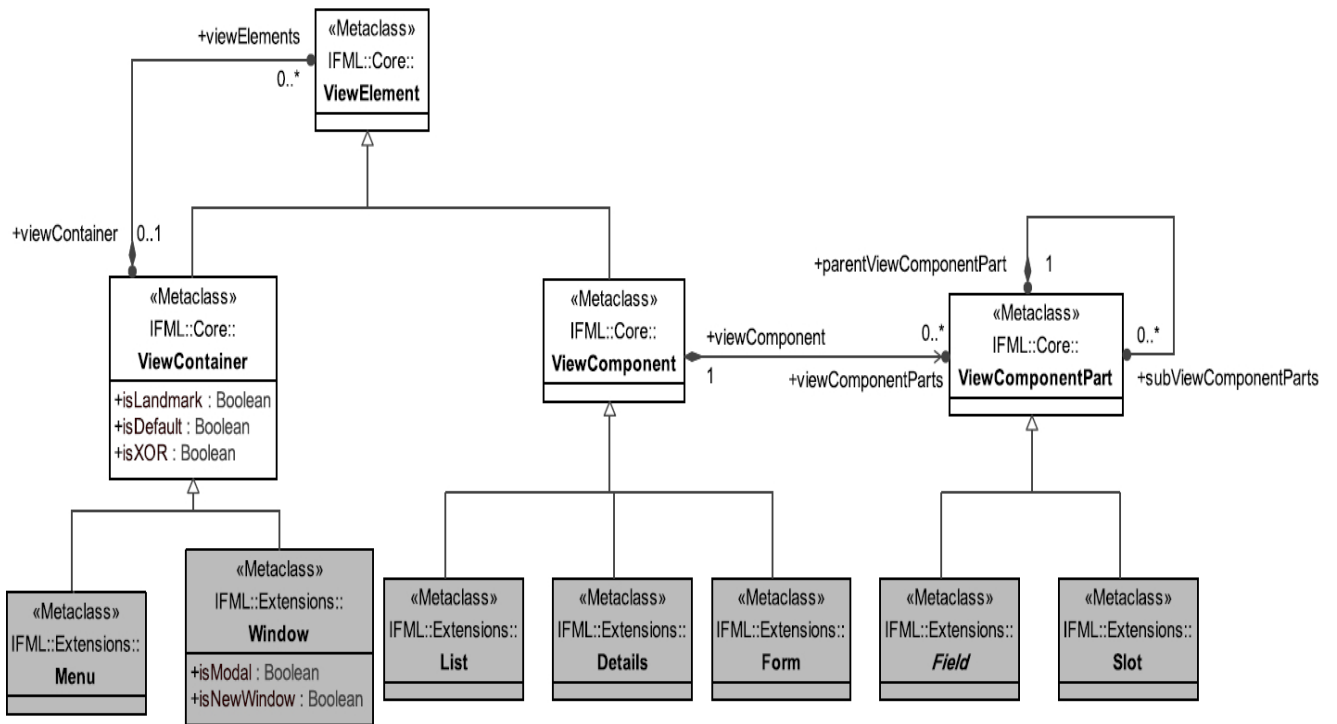 «Metaclass»
IFML::Core::
ViewElement
+viewElements
0..*
+viewContainer
0..1
«Metaclass»
IFML::Core::
ViewContainer
+isLandmark : Boolean
+isDefault : Boolean
+isXOR : Boolean
«Metaclass»
IFML::Core::
ViewComponent
+viewComponent
1
0..*
+viewComponentParts
+parentViewComponentPart
1
«Metaclass»
IFML::Core::
ViewComponentPart
0..*
+subViewComponentParts
«Metaclass»
IFML::Extensions::
Menu
«Metaclass»
IFML::Extensions::
Window
+isModal : Boolean
+isNewWindow : Boolean
«Metaclass»
IFML::Extensions::
List
«Metaclass»
IFML::Extensions::
Details
«Metaclass»
IFML::Extensions::
Form
«Metaclass»
IFML::Extensions::
Field
«Metaclass»
IFML::Extensions::
Slot